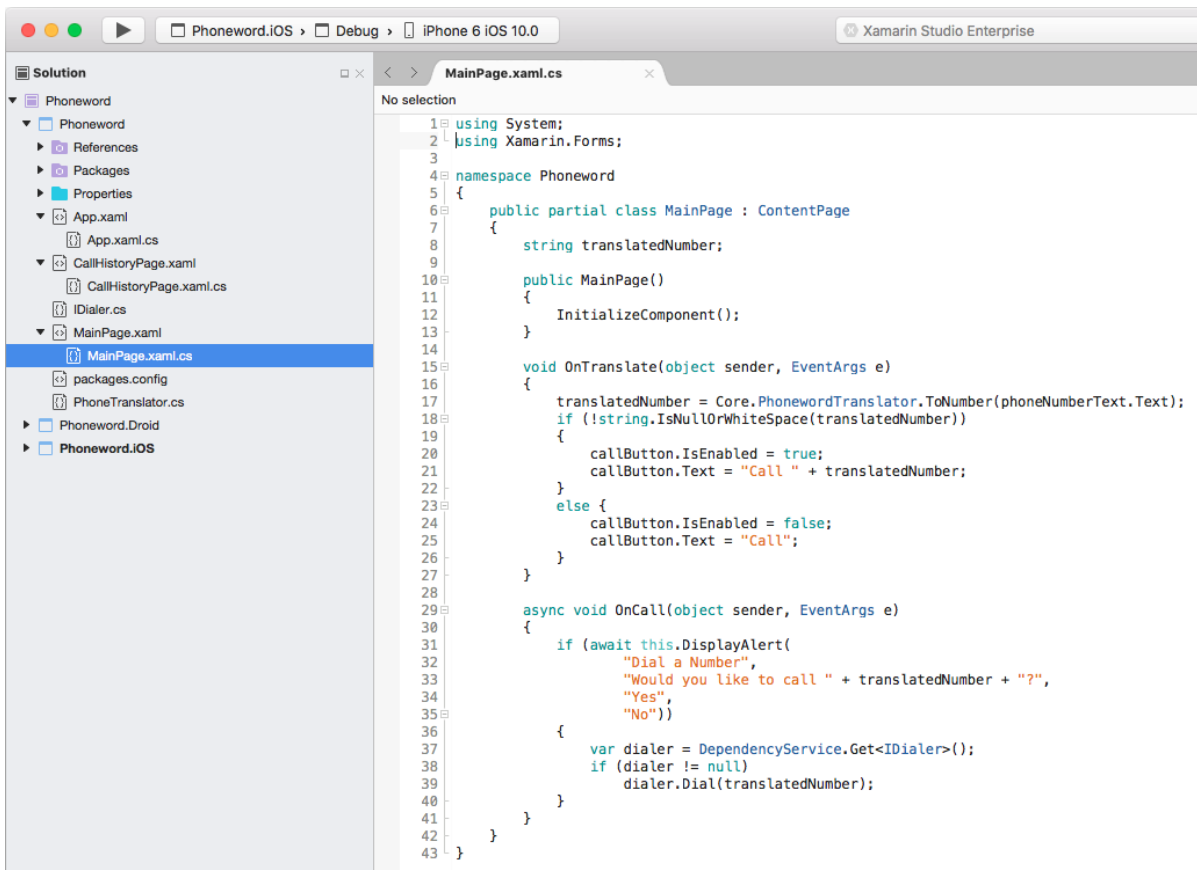 Phoneword.iOS › Debug › iPhone 6 iOS 10.0
Xamarin Studio Enterprise
Solution
Phoneword
Phoneword
References
Packages
Properties
App.xaml
App.xaml.cs
CallHistoryPage.xaml
CallHistoryPage.xaml.cs
IDialer.cs
MainPage.xaml
MainPage.xaml.cs
packages.config
PhoneTranslator.cs
Phoneword.Droid
Phoneword.iOS
MainPage.xaml.cs
No selection
1 using System;
2 using Xamarin.Forms;
3
4 namespace Phoneword
5 {
6     public partial class MainPage : ContentPage
7     {
8         string translatedNumber;
9
10         public MainPage()
11         {
12             InitializeComponent();
13         }
14
15         void OnTranslate(object sender, EventArgs e)
16         {
17             translatedNumber = Core.PhonewordTranslator.ToNumber(phoneNumberText.Text);
18             if (!string.IsNullOrWhiteSpace(translatedNumber))
19             {
20                 callButton.IsEnabled = true;
21                 callButton.Text = "Call " + translatedNumber;
22             }
23             else {
24                 callButton.IsEnabled = false;
25                 callButton.Text = "Call";
26             }
27         }
28
29         async void OnCall(object sender, EventArgs e)
30         {
31             if (await this.DisplayAlert(
32                     "Dial a Number",
33                     "Would you like to call " + translatedNumber + "?",
34                     "Yes",
35                     "No"))
36             {
37                 var dialer = DependencyService.Get<IDialer>();
38                 if (dialer != null)
39                     dialer.Dial(translatedNumber);
40             }
41         }
42     }
43 }